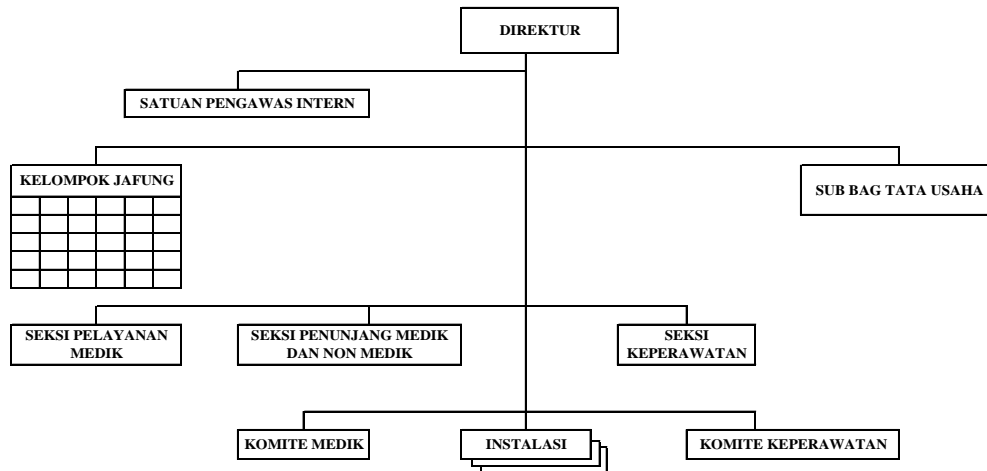 DIREKTUR
SATUAN PENGAWAS INTERN
KELOMPOK JAFUNG
SUB BAG TATA USAHA
SEKSI PELAYANAN
MEDIK
SEKSI PENUNJANG MEDIK
DAN NON MEDIK
SEKSI
KEPERAWATAN
KOMITE MEDIK
INSTALASI
KOMITE KEPERAWATAN